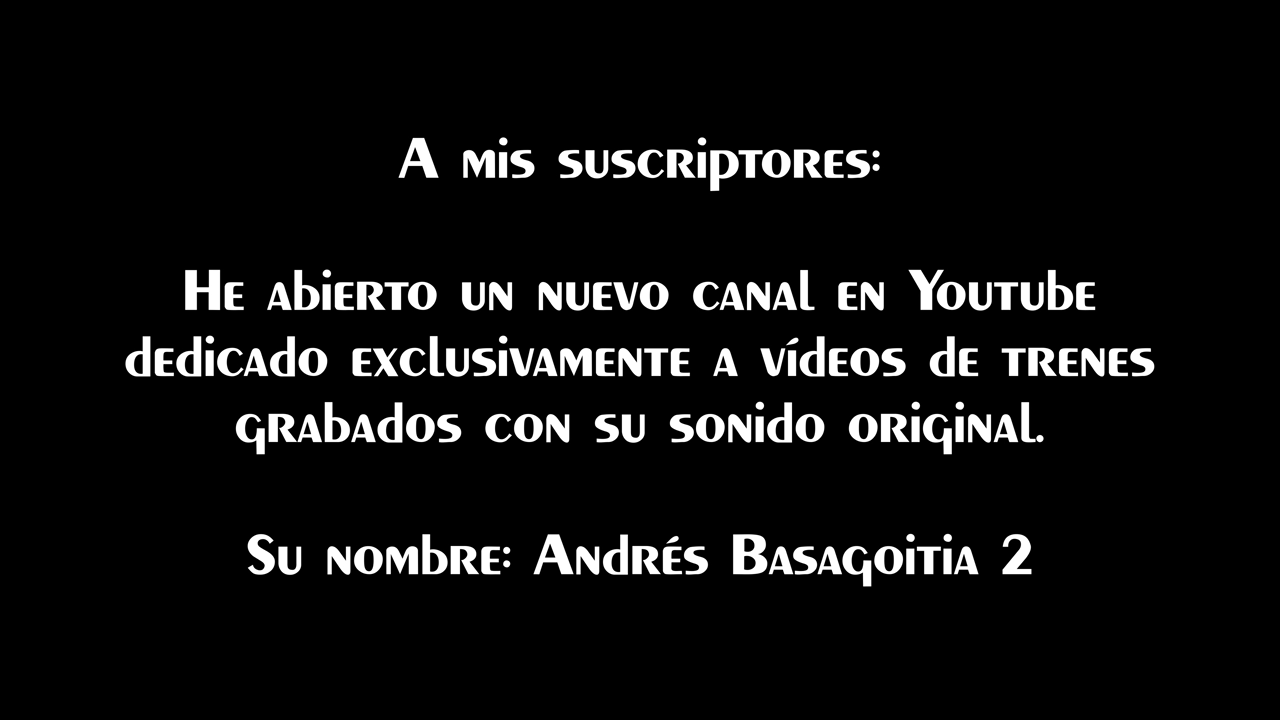 A mis suscriptores:
He abierto un nuevo canal en Youtube
dedicado exclusivamente a vídeos de trenes
grabados con su sonido original.
Su nombre: Andrés Basagoitia 2